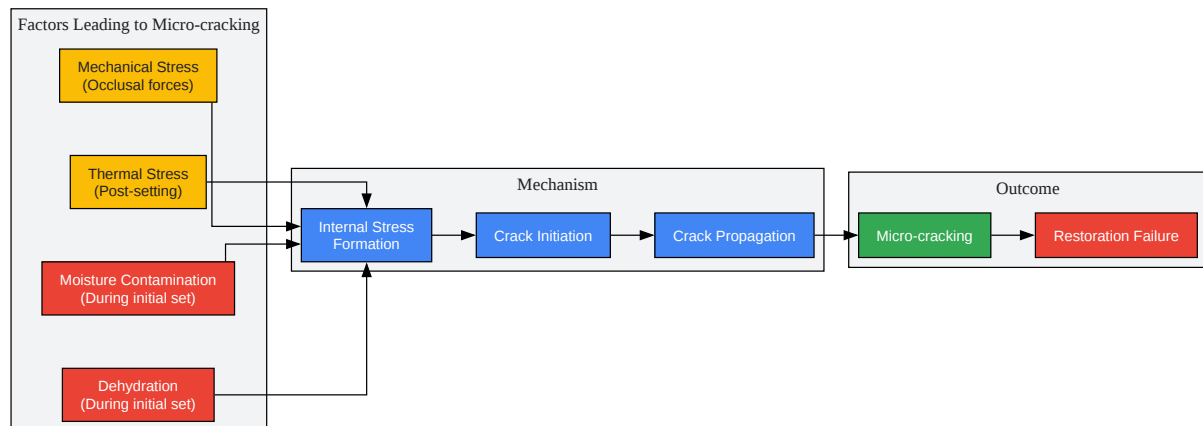 Factors Leading to Micro-cracking
Mechanical Stress
(Occlusal forces)
Thermal Stress
(Post-setting)
Moisture Contamination
(During initial set)
Dehydration
(During initial set)
Mechanism
Internal Stress
Formation
Crack Initiation
Crack Propagation
Outcome
Micro-cracking
Restoration Failure